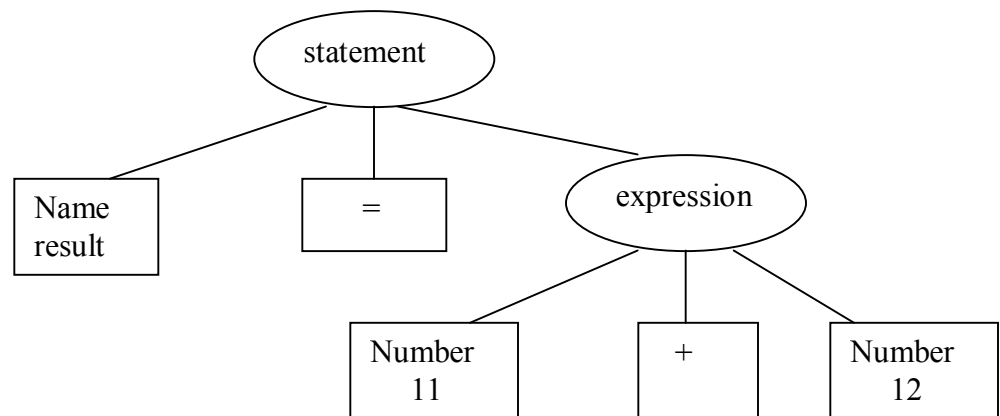 statement
Name
result
=
expression
Number
11
+
Number
12